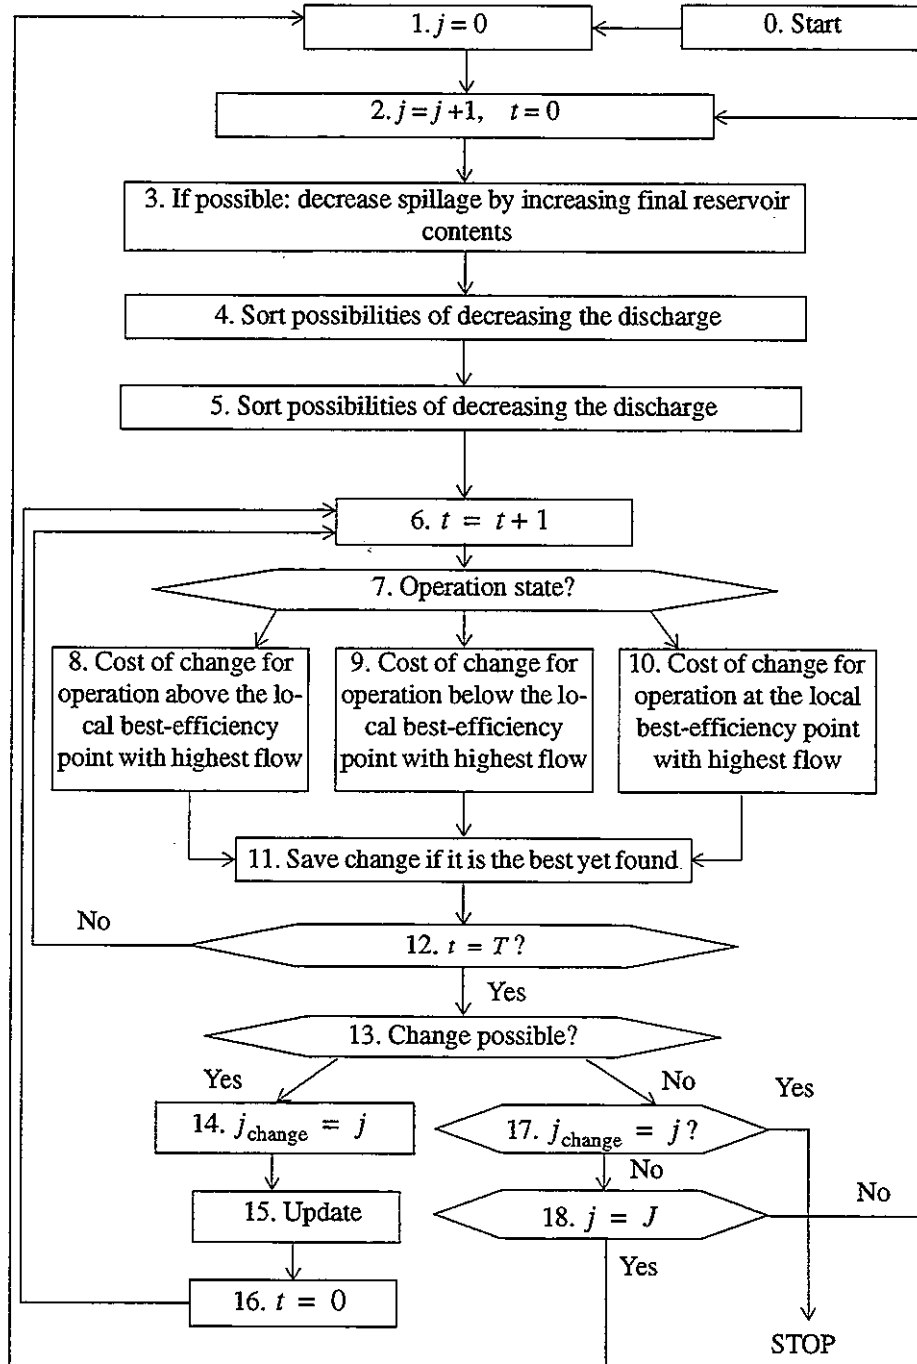 1. j = 0
0. Start
2. j = j +1, t = 0
3. If possible: decrease spillage by increasing final reservoir
contents
4. Sort possibilities of decreasing the discharge
5. Sort possibilities of decreasing the discharge
6. t = t + 1
7. Operation state?
8. Cost of change for
operation above the lo-
cal best-efficiency
point with highest flow
9. Cost of change for
operation below the lo-
cal best-efficiency
point with highest flow
10. Cost of change for
operation at the local
best-efficiency point
with highest flow
11. Save change if it is the best yet found
No
12. t = T ?
Yes
13. Change possible?
Yes
No
Yes
14. j_change = j
17. j_change = j ?
No
No
15. Update
18. j = J
Yes
16. t = 0
STOP